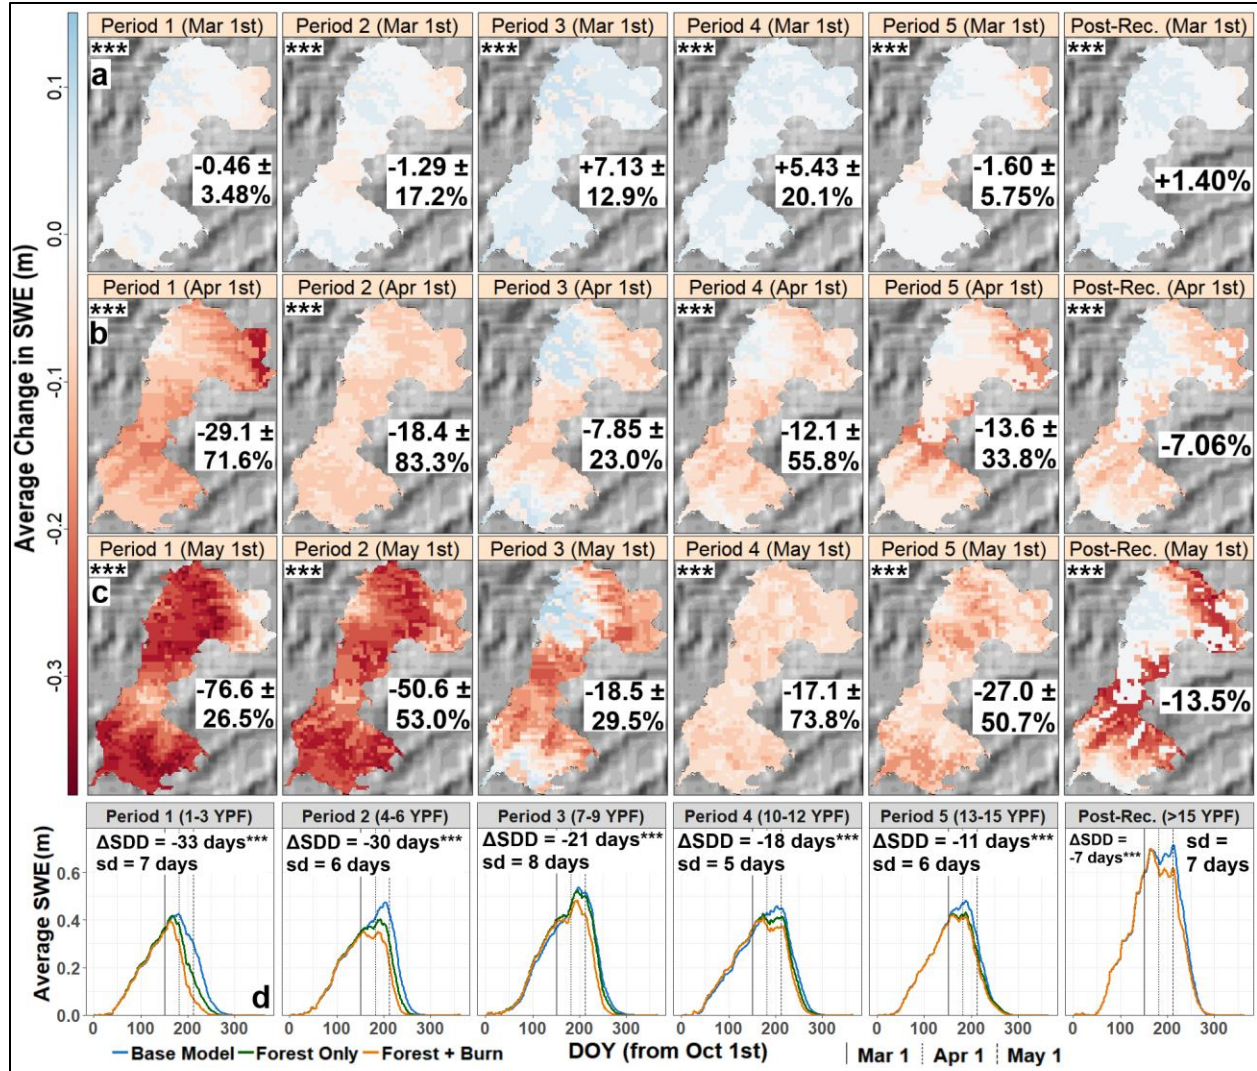 Average Change in SWE (m)
0.1
0.0
-0.1
-0.2
-0.3
Period 1 (Mar 1st)
***
a
-0.46 ±
3.48%
Period 2 (Mar 1st)
***
-1.29 ±
17.2%
Period 3 (Mar 1st)
***
+7.13 ±
12.9%
Period 4 (Mar 1st)
***
+5.43 ±
20.1%
Period 5 (Mar 1st)
***
-1.60 ±
5.75%
Post-Rec. (Mar 1st)
***
+1.40%
Period 1 (Apr 1st)
***
b
-29.1 ±
71.6%
Period 2 (Apr 1st)
***
-18.4 ±
83.3%
Period 3 (Apr 1st)
-7.85 ±
23.0%
Period 4 (Apr 1st)
***
-12.1 ±
55.8%
Period 5 (Apr 1st)
***
-13.6 ±
33.8%
Post-Rec. (Apr 1st)
***
-7.06%
Period 1 (May 1st)
***
c
-76.6 ±
26.5%
Period 2 (May 1st)
***
-50.6 ±
53.0%
Period 3 (May 1st)
-18.5 ±
29.5%
Period 4 (May 1st)
***
-17.1 ±
73.8%
Period 5 (May 1st)
***
-27.0 ±
50.7%
Post-Rec. (May 1st)
***
-13.5%
Average SWE (m)
0.6
0.4
0.2
0.0
Period 1 (1-3 YPF)
ΔSDD = -33 days***
sd = 7 days
d
0 100 200 300
Period 2 (4-6 YPF)
ΔSDD = -30 days***
sd = 6 days
0 100 200 300
Period 3 (7-9 YPF)
ΔSDD = -21 days***
sd = 8 days
0 100 200 300
Period 4 (10-12 YPF)
ΔSDD = -18 days***
sd = 5 days
0 100 200 300
Period 5 (13-15 YPF)
ΔSDD = -11 days***
sd = 6 days
0 100 200 300
Post-Rec. (>15 YPF)
ΔSDD =
-7 days***
sd =
7 days
0 100 200 300
Base Model Forest Only Forest + Burn
DOY (from Oct 1st)
Mar 1 Apr 1 May 1